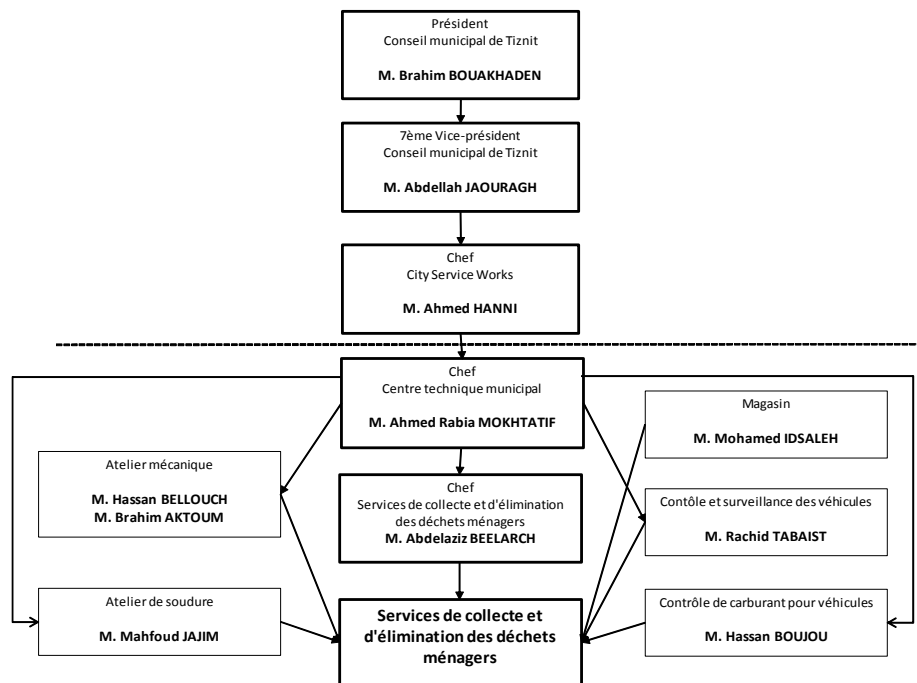 Président
Conseil municipal de Tiznit
M. Brahim BOUAKHADEN
7ème Vice-président
Conseil municipal de Tiznit
M. Abdellah JAOURAGH
Chef
City Service Works
M. Ahmed HANNI
Chef
Centre technique municipal
M. Ahmed Rabia MOKHTATIF
Magasin
M. Mohamed IDSALEH
Atelier mécanique
M. Hassan BELLOUCH
M. Brahim AKTOUM
Chef
Services de collecte et d'élimination
des déchets ménagers
M. Abdelaziz BEELARCH
Contôle et surveillance des véhicules
M. Rachid TABAIST
Atelier de soudure
M. Mahfoud JAJIM
Services de collecte et
d'élimination des déchets
ménagers
Contrôle de carburant pour véhicules
M. Hassan BOUJOU